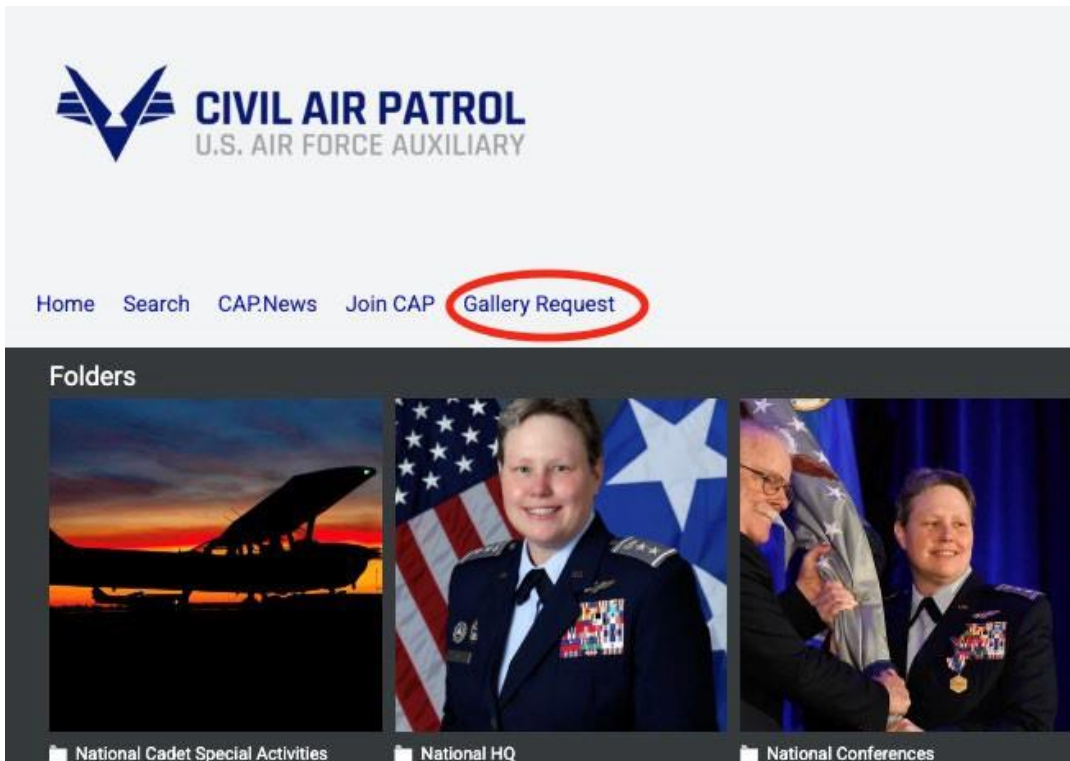 CIVIL AIR PATROL
U.S. AIR FORCE AUXILIARY
Home Search CAP.News Join CAP Gallery Request
Folders
National Cadet Special Activities
National HQ
National Conferences